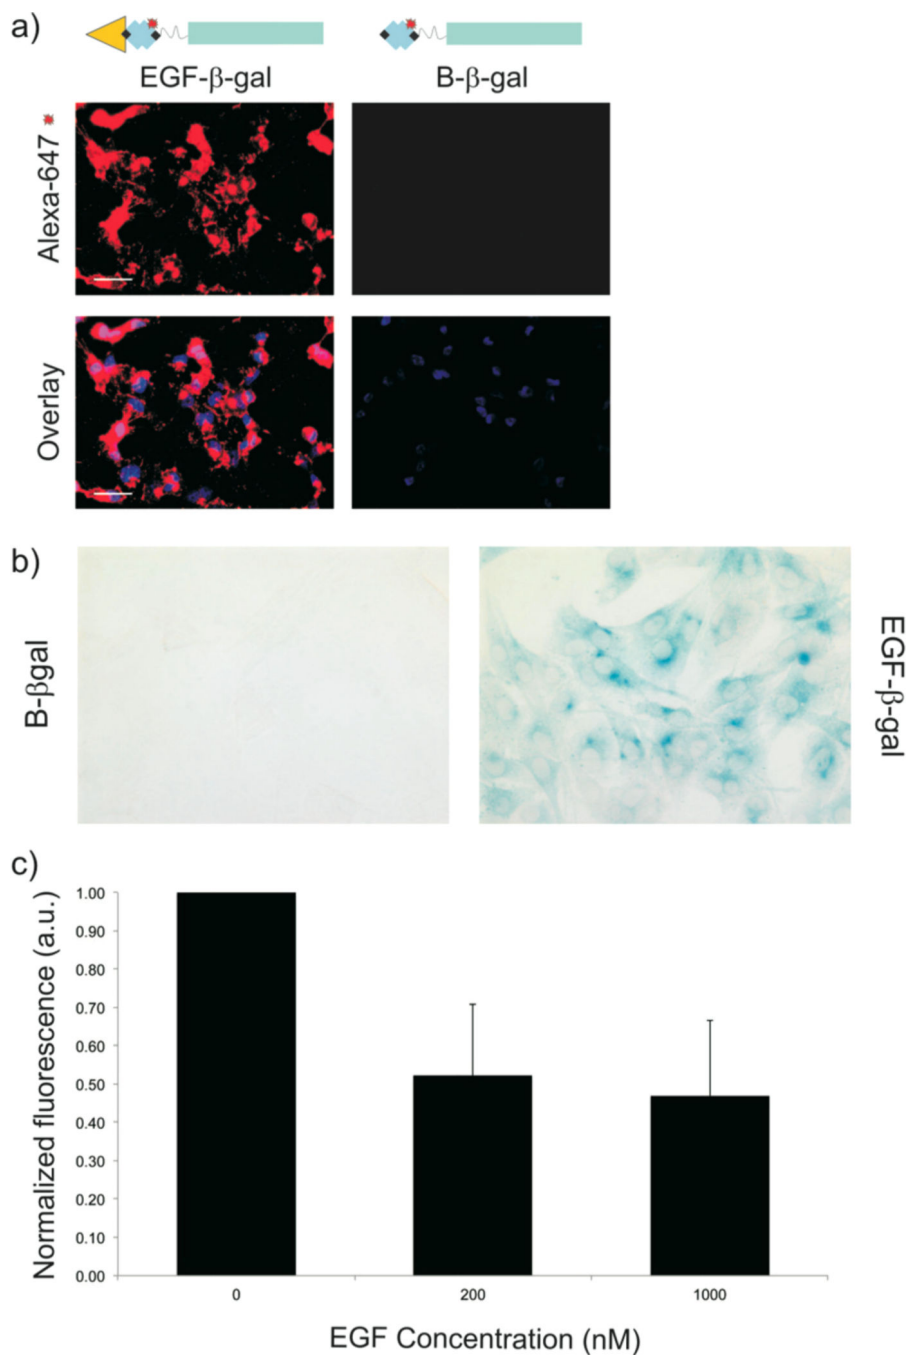 a)
EGF-β-gal
B-β-gal
Alexa-647
Overlay
b)
B-βgal
EGF-β-gal
c)
Normalized fluorescence (a.u.)
1.00
0.90
0.80
0.70
0.60
0.50
0.40
0.30
0.20
0.10
0.00
0
200
1000
EGF Concentration (nM)